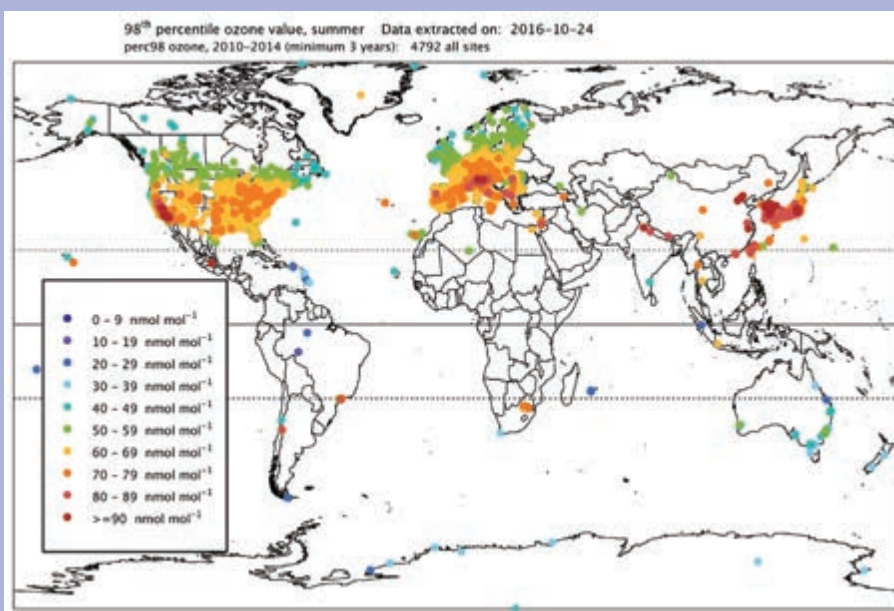 98th percentile ozone value, summer Data extracted on: 2016-10-24
perc98 ozone, 2010-2014 (minimum 3 years): 4792 all sites
0 - 9 nmol mol⁻¹
10 - 19 nmol mol⁻¹
20 - 29 nmol mol⁻¹
30 - 39 nmol mol⁻¹
40 - 49 nmol mol⁻¹
50 - 59 nmol mol⁻¹
60 - 69 nmol mol⁻¹
70 - 79 nmol mol⁻¹
80 - 89 nmol mol⁻¹
>=90 nmol mol⁻¹